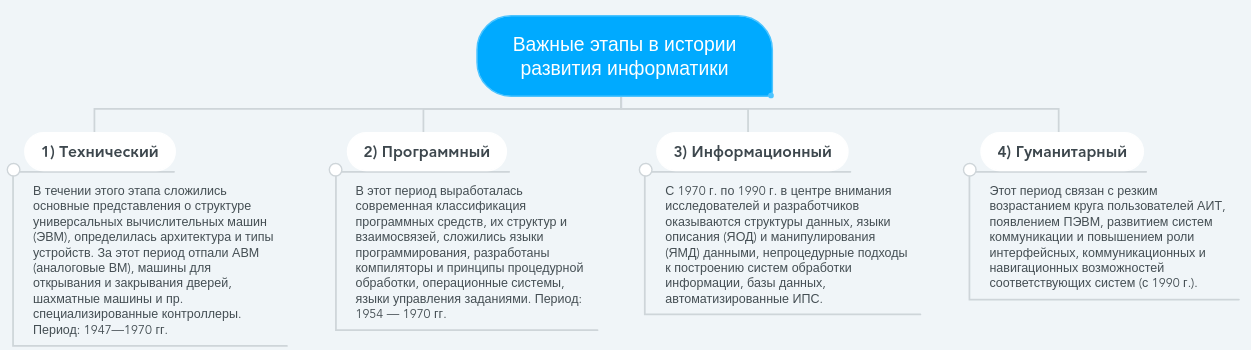 Важные этапы в истории
развития информатики
1) Технический
В течении этого этапа сложились
основные представления о структуре
универсальных вычислительных машин
(ЭВМ), определилась архитектура и типы
устройств. За этот период отпали АВМ
(аналоговые ВМ), машины для
открывания и закрывания дверей,
шахматные машины и пр.
специализированные контроллеры.
Период: 1947—1970 гг.
2) Программный
В этот период выработалась
современная классификация
программных средств, их структур и
взаимосвязей, сложились языки
программирования, разработаны
компиляторы и принципы процедурной
обработки, операционные системы,
языки управления заданиями. Период:
1954 — 1970 гг.
3) Информационный
С 1970 г. по 1990 г. в центре внимания
исследователей и разработчиков
оказываются структуры данных, языки
описания (ЯОД) и манипулирования
(ЯМД) данными, непроцедурные подходы
к построению систем обработки
информации, базы данных,
автоматизированные ИПС.
4) Гуманитарный
Этот период связан с резким
возрастанием круга пользователей АИТ,
появлением ПЭВМ, развитием систем
коммуникации и повышением роли
интерфейсных, коммуникационных и
навигационных возможностей
соответствующих систем (с 1990 г.).